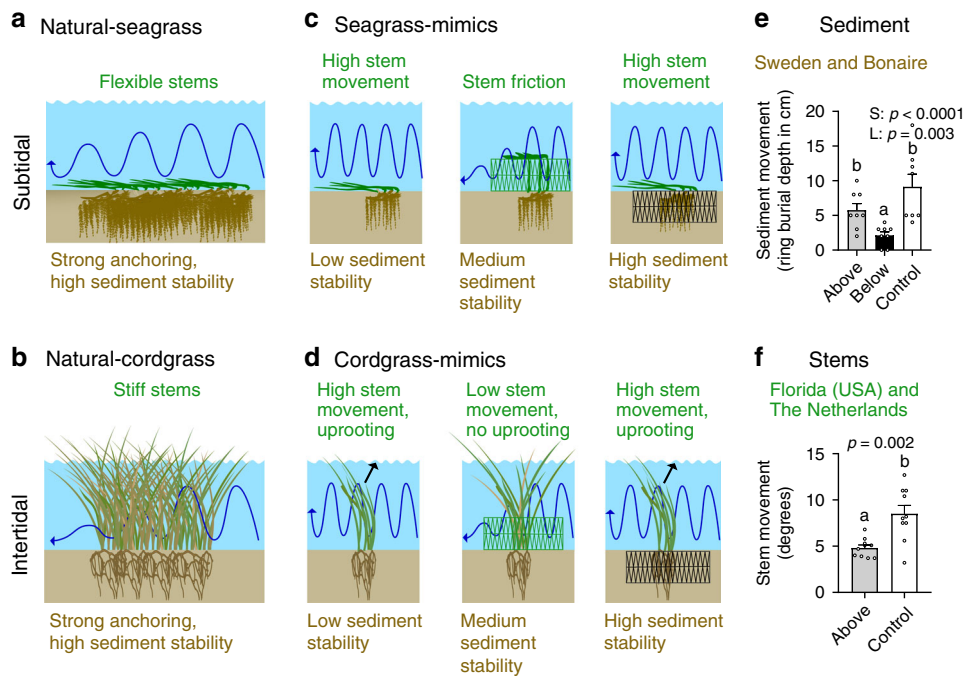 a Natural-seagrass
Flexible stems
Subtidal
Strong anchoring,
high sediment stability
b Natural-cordgrass
Stiff stems
Intertidal
Strong anchoring,
high sediment stability
c Seagrass-mimics
High stem
movement
Low sediment
stability
Stem friction
Medium
sediment
stability
High stem
movement
High sediment
stability
d Cordgrass-mimics
High stem
movement,
uprooting
Low sediment
stability
Low stem
movement,
no uprooting
Medium
sediment
stability
High stem
movement,
uprooting
High sediment
stability
e Sediment
Sweden and Bonaire
Sediment movement
(ring burial depth in cm)
20
15
10
5
0
S: p < 0.0001
L: p = 0.003
b
a
b
Above
Below
Control
f Stems
Florida (USA) and
The Netherlands
Stem movement
(degrees)
15
10
5
0
p = 0.002
a
b
Above
Control